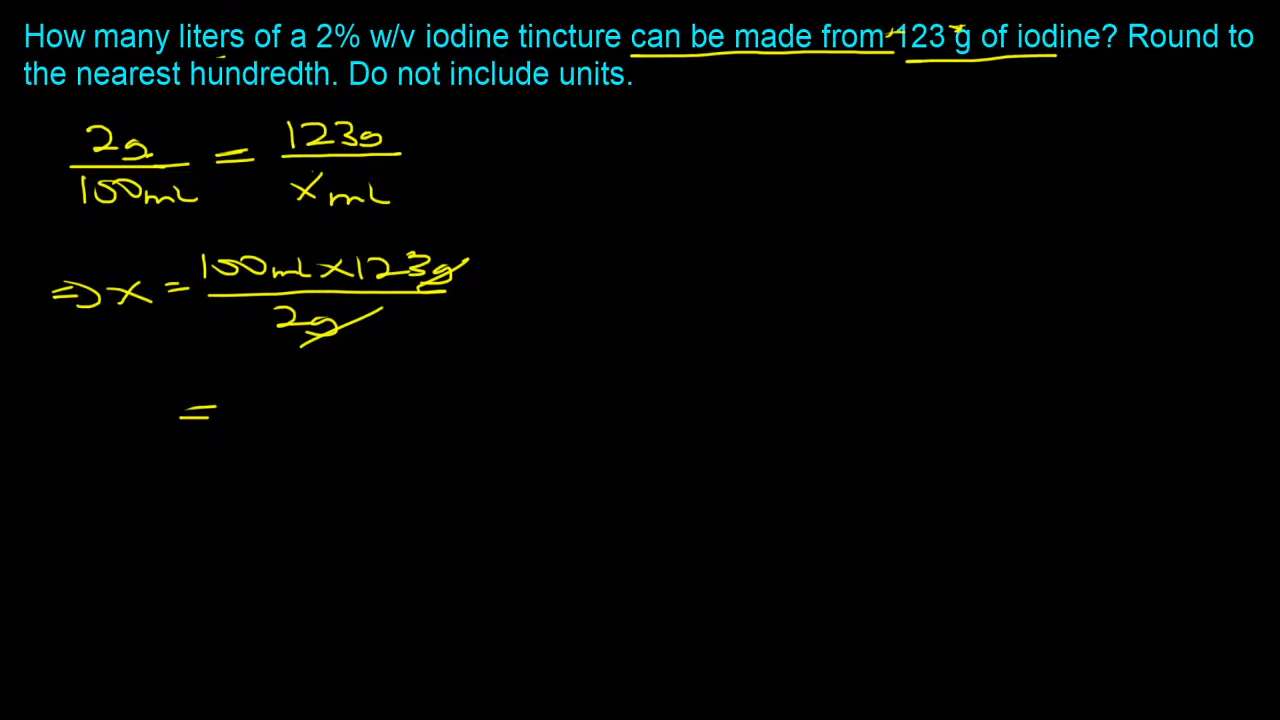 How many liters of a 2% w/v iodine tincture can be made from 123 g of iodine? Round to
the nearest hundredth. Do not include units.
2g = 123g
100mL x mL
⇒ x = 100mL x 123g
2g
=